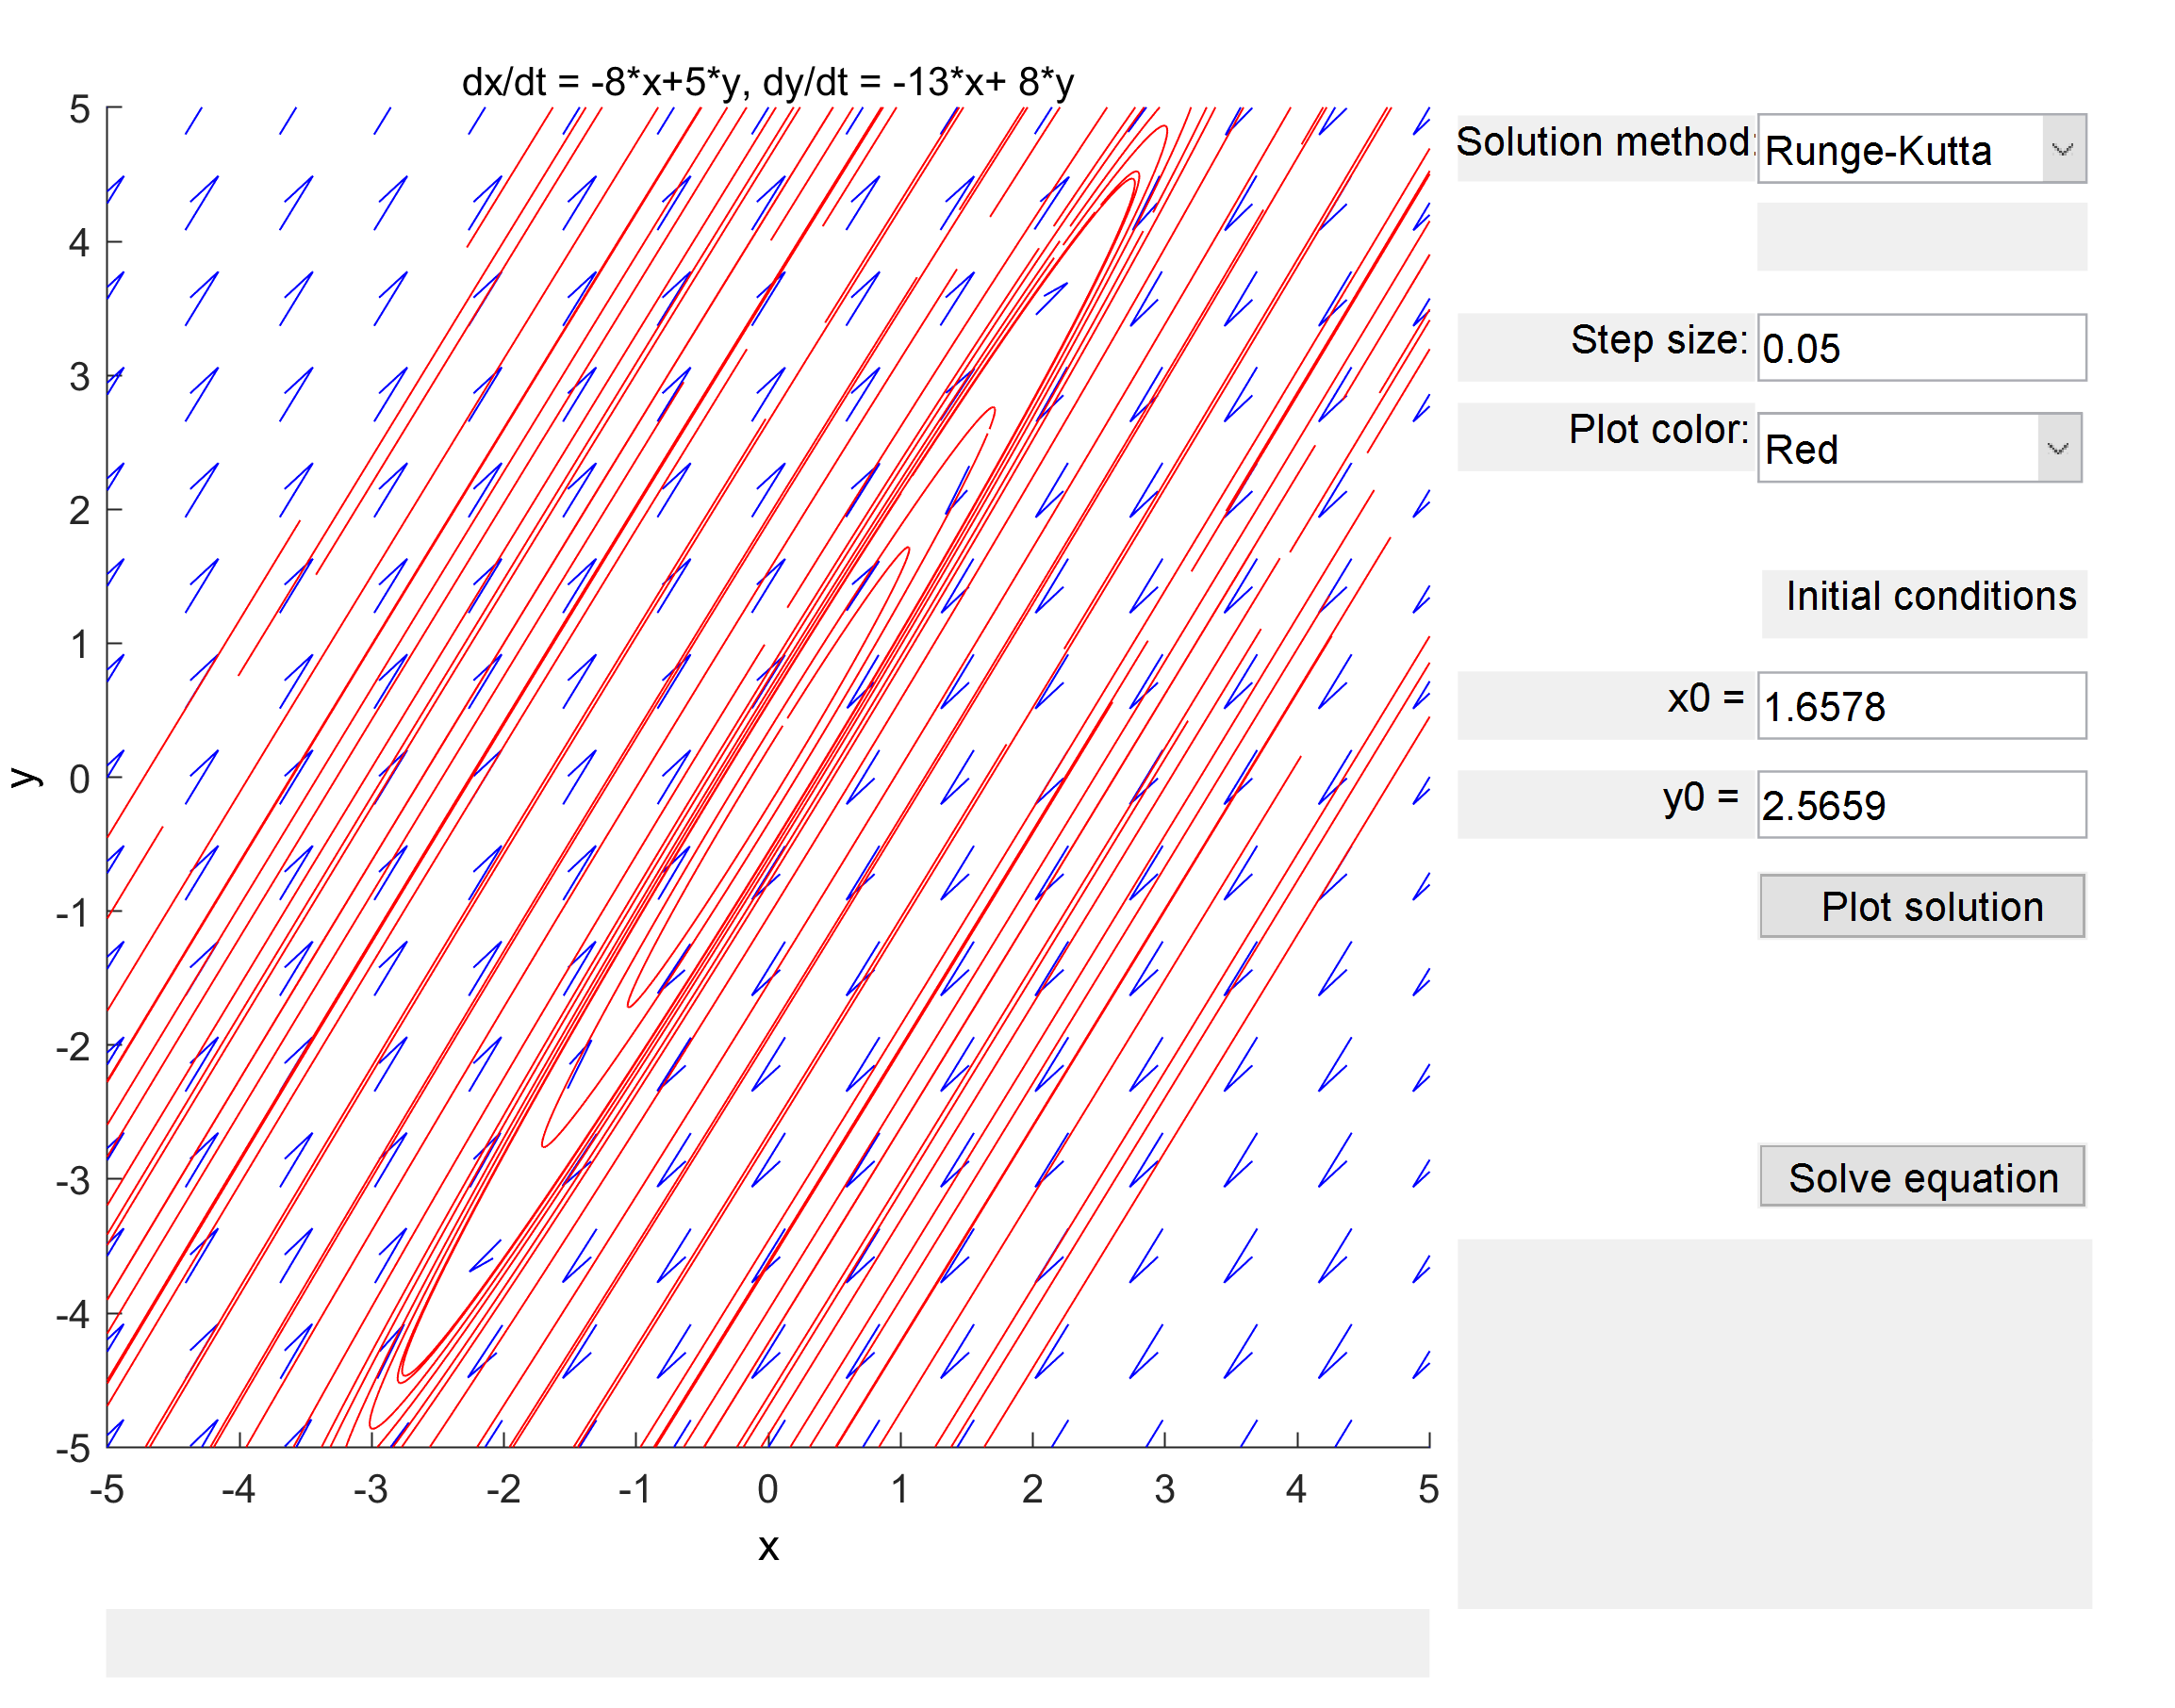 dx/dt = -8*x+5*y, dy/dt = -13*x+ 8*y
5
4
3
2
1
0
-1
-2
-3
-4
-5
y
-5 -4 -3 -2 -1 0 1 2 3 4 5
x
Solution method: Runge-Kutta
Step size: 0.05
Plot color: Red
Initial conditions
x0 = 1.6578
y0 = 2.5659
Plot solution
Solve equation